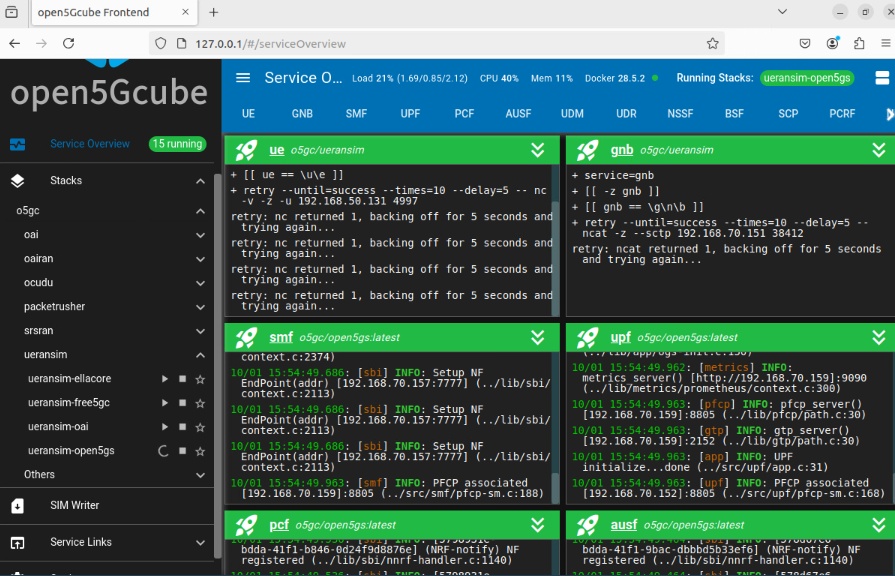 open5Gcube Frontend
127.0.0.1/#/serviceOverview
open5Gcube
Service O... Load 21% (1.69/0.85/2.12) CPU 40% Mem 11% Docker 28.5.2 Running Stacks: ueransim-open5gs
UE GNB SMF UPF PCF AUSF UDM UDR NSSF BSF SCP PCRF
Service Overview 15 running
Stacks
o5gc
oai
oairan
ocudu
packetrusher
srsran
ueransim
ueransim-ellacore
ueransim-free5gc
ueransim-oai
ueransim-open5gs
Others
SIM Writer
Service Links
ue o5gc/ueransim
+ [[ ue == \u\e ]]
+ retry --until=success --times=10 --delay=5 -- nc
-v -z -u 192.168.50.131 4997
retry: nc returned 1, backing off for 5 seconds and
trying again...
retry: nc returned 1, backing off for 5 seconds and
trying again...
retry: nc returned 1, backing off for 5 seconds and
trying again...
retry: nc returned 1, backing off for 5 seconds and
trying again...
gnb o5gc/ueransim
+ service=gnb
+ [[ -z gnb ]]
+ [[ gnb == \g\n\b ]]
+ retry --until=success --times=10 --delay=5 --
ncat -z --sctp 192.168.70.151 38412
retry: ncat returned 1, backing off for 5 seconds
and trying again...
smf o5gc/open5gs:latest
context.c:2374)
10/01 15:54:49.686: [sbi] INFO: Setup NF
EndPoint(addr) [192.168.70.157:7777] (../lib/sbi/
context.c:2113)
10/01 15:54:49.686: [sbi] INFO: Setup NF
EndPoint(addr) [192.168.70.157:7777] (../lib/sbi/
context.c:2113)
10/01 15:54:49.686: [sbi] INFO: Setup NF
EndPoint(addr) [192.168.70.157:7777] (../lib/sbi/
context.c:2113)
10/01 15:54:49.963: [smf] INFO: PFCP associated
[192.168.70.159]:8805 (../src/smf/pfcp-sm.c:188)
upf o5gc/open5gs:latest
10/01 15:54:49.962: [metrics] INFO:
metrics_server() [http://192.168.70.159]:9090
(../lib/metrics/prometheus/context.c:300)
10/01 15:54:49.963: [pfcp] INFO: pfcp_server()
[192.168.70.159]:8805 (../lib/pfcp/path.c:30)
10/01 15:54:49.963: [gtp] INFO: gtp_server()
[192.168.70.159]:2152 (../lib/gtp/path.c:30)
10/01 15:54:49.963: [app] INFO: UPF
initialize...done (../src/upf/app.c:31)
10/01 15:54:49.963: [upf] INFO: PFCP associated
[192.168.70.152]:8805 (../src/upf/pfcp-sm.c:168)
pcf o5gc/open5gs:latest
bdda-41f1-b846-0d24f9d8876e] (NRF-notify) NF
registered (../lib/sbi/nnrf-handler.c:1140)
ausf o5gc/open5gs:latest
bdda-41f1-9bac-dbbbd5b33ef6] (NRF-notify) NF
registered (../lib/sbi/nnrf-handler.c:1140)